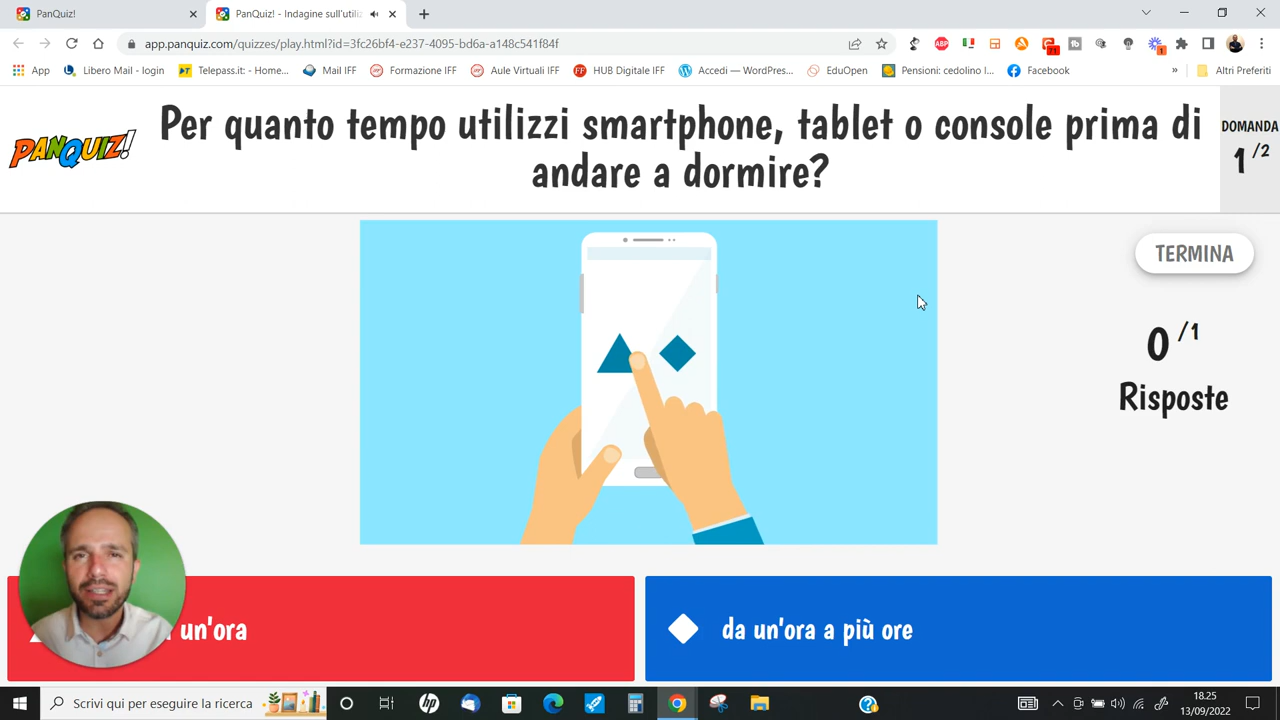 PanQuiz!
PanQuiz! - Indagine sull'utiliz
app.panquiz.com/quizzes/play.html?id=31c26bf4-e237-4095-bd6a-a148c541f84f
App
Libero Mail - login
Telepass.it: - Home...
Mail IFF
Formazione IFF
Aule Virtuali IFF
HUB Digitale IFF
Accedi — WordPres...
EduOpen
Pensioni: cedolino I...
Facebook
»
Altri Preferiti
PANQUIZ!
Per quanto tempo utilizzi smartphone, tablet o console prima di
andare a dormire?
DOMANDA
1 /2
TERMINA
0 /1
Risposte
un'ora
da un'ora a più ore
Scrivi qui per eseguire la ricerca
18.25
13/09/2022